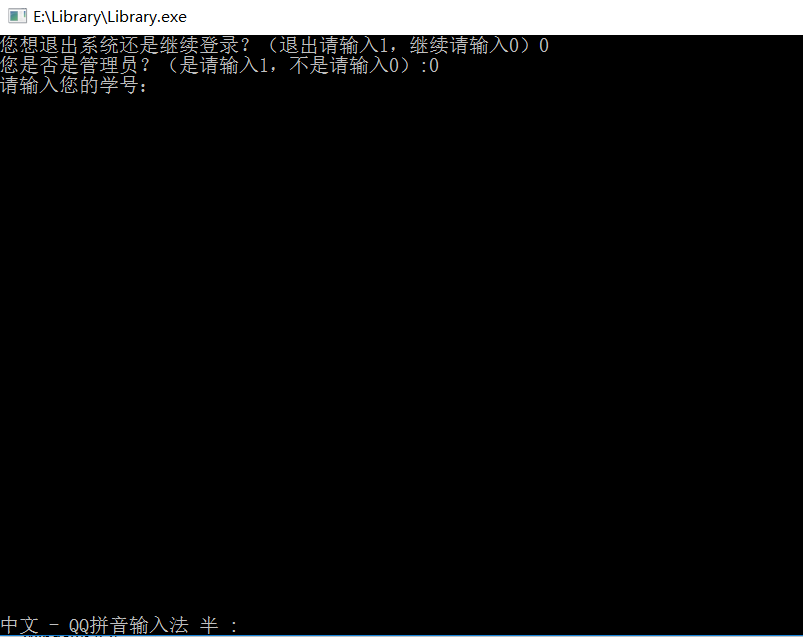 E:\Library\Library.exe
您想退出系统还是继续登录？（退出请输入1，继续请输入0）0
您是否是管理员？（是请输入1，不是请输入0）:0
请输入您的学号：
中文 - QQ拼音输入法 半 :